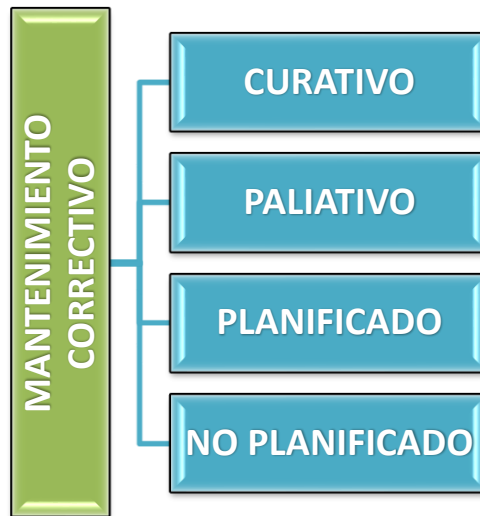 MANTENIMIENTO
CORRECTIVO
CURATIVO
PALIATIVO
PLANIFICADO
NO PLANIFICADO